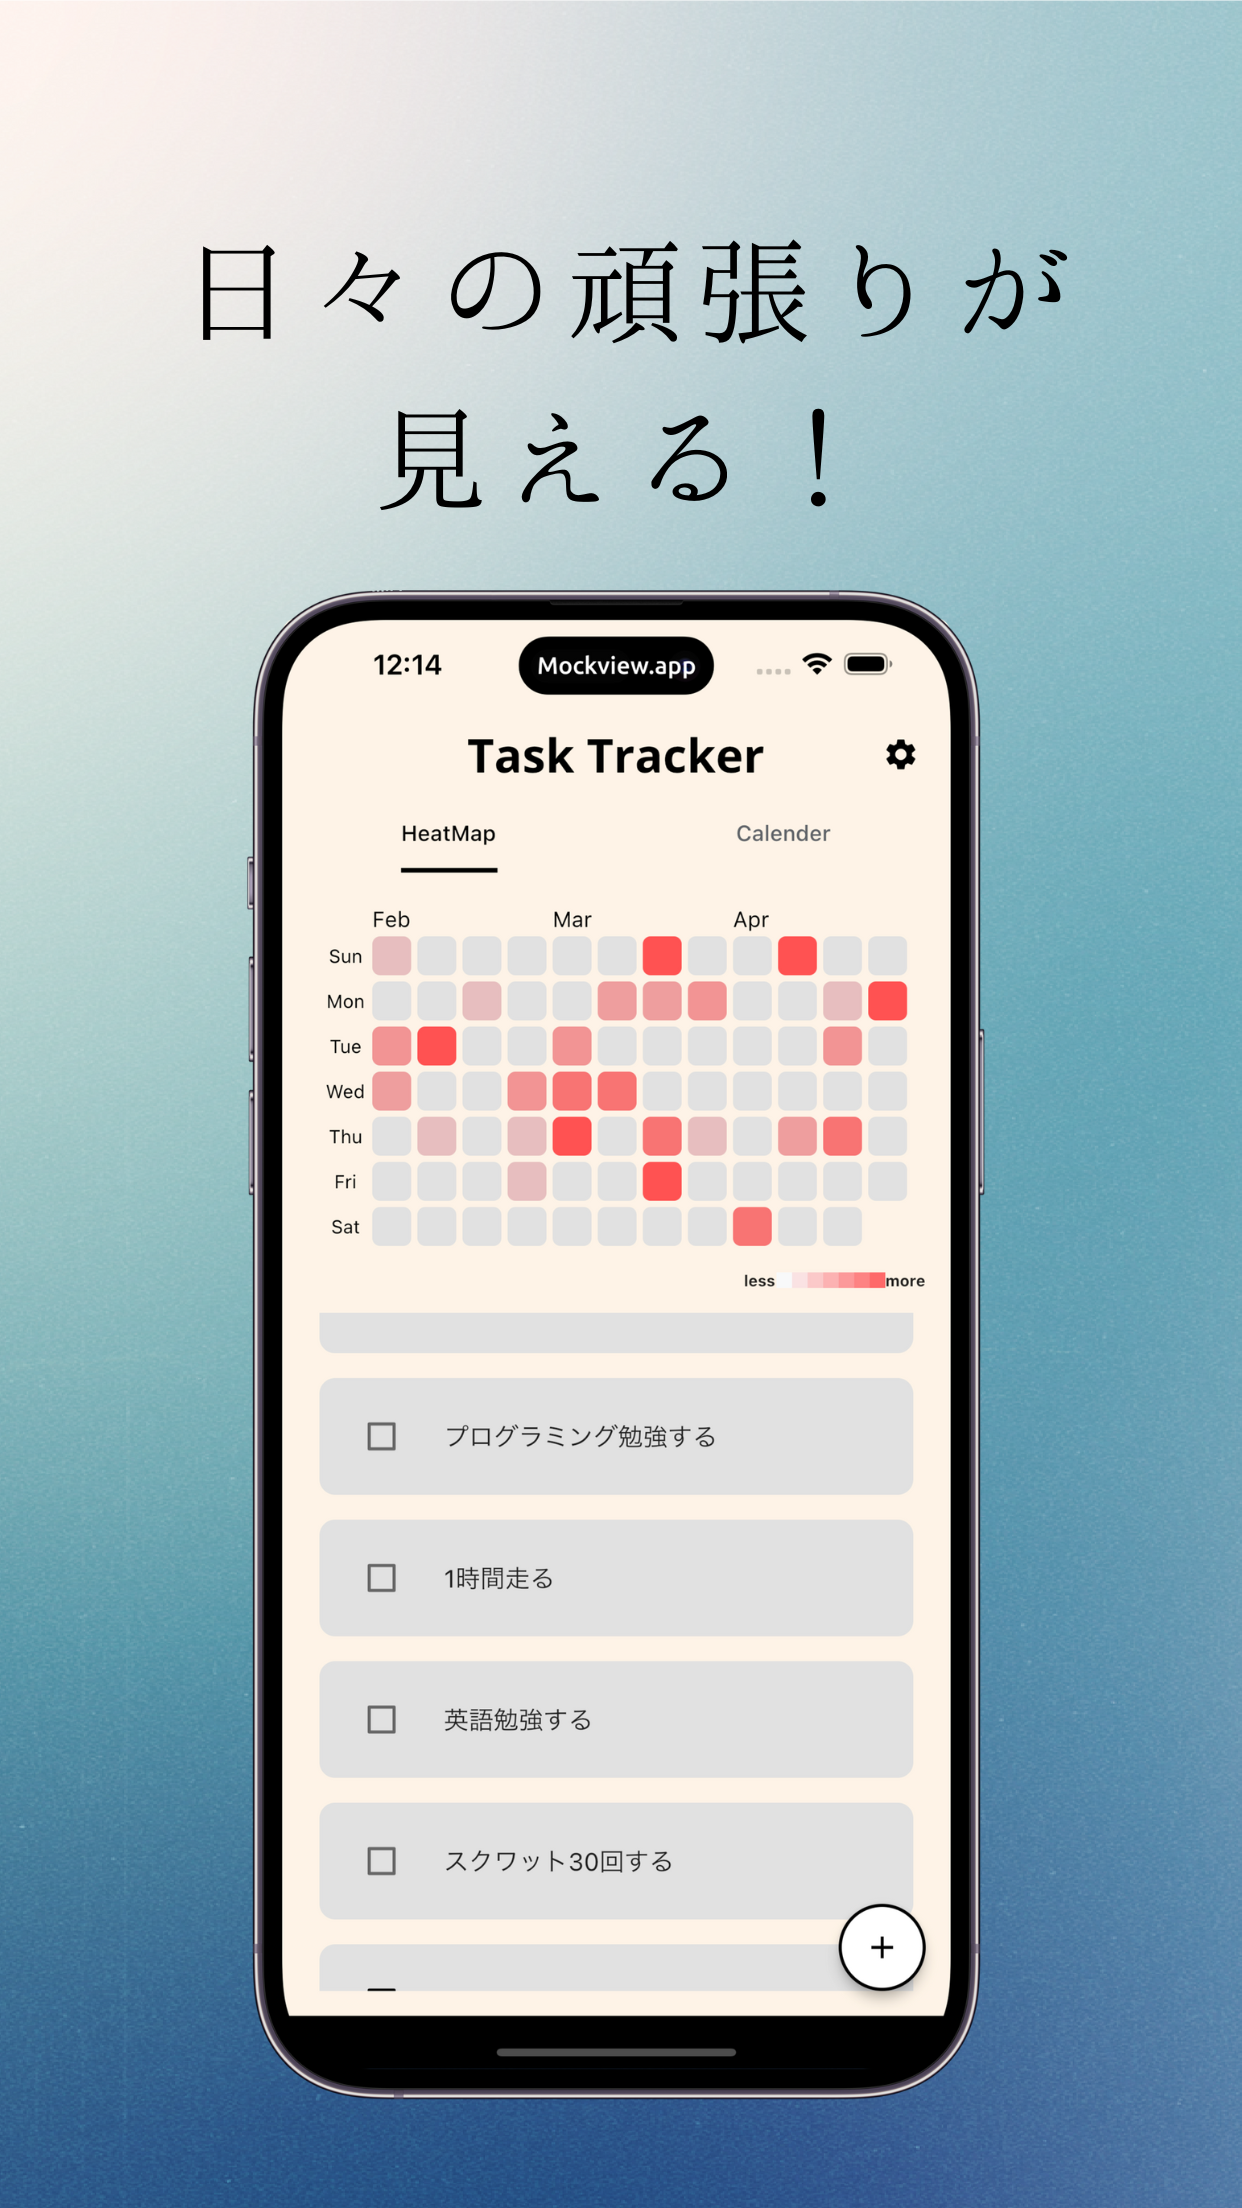 日々の頑張りが
見える！
12:14
Mockview.app
Task Tracker
HeatMap
Calender
Feb Mar Apr
Sun
Mon
Tue
Wed
Thu
Fri
Sat
less more
プログラミング勉強する
1時間走る
英語勉強する
スクワット30回する
+